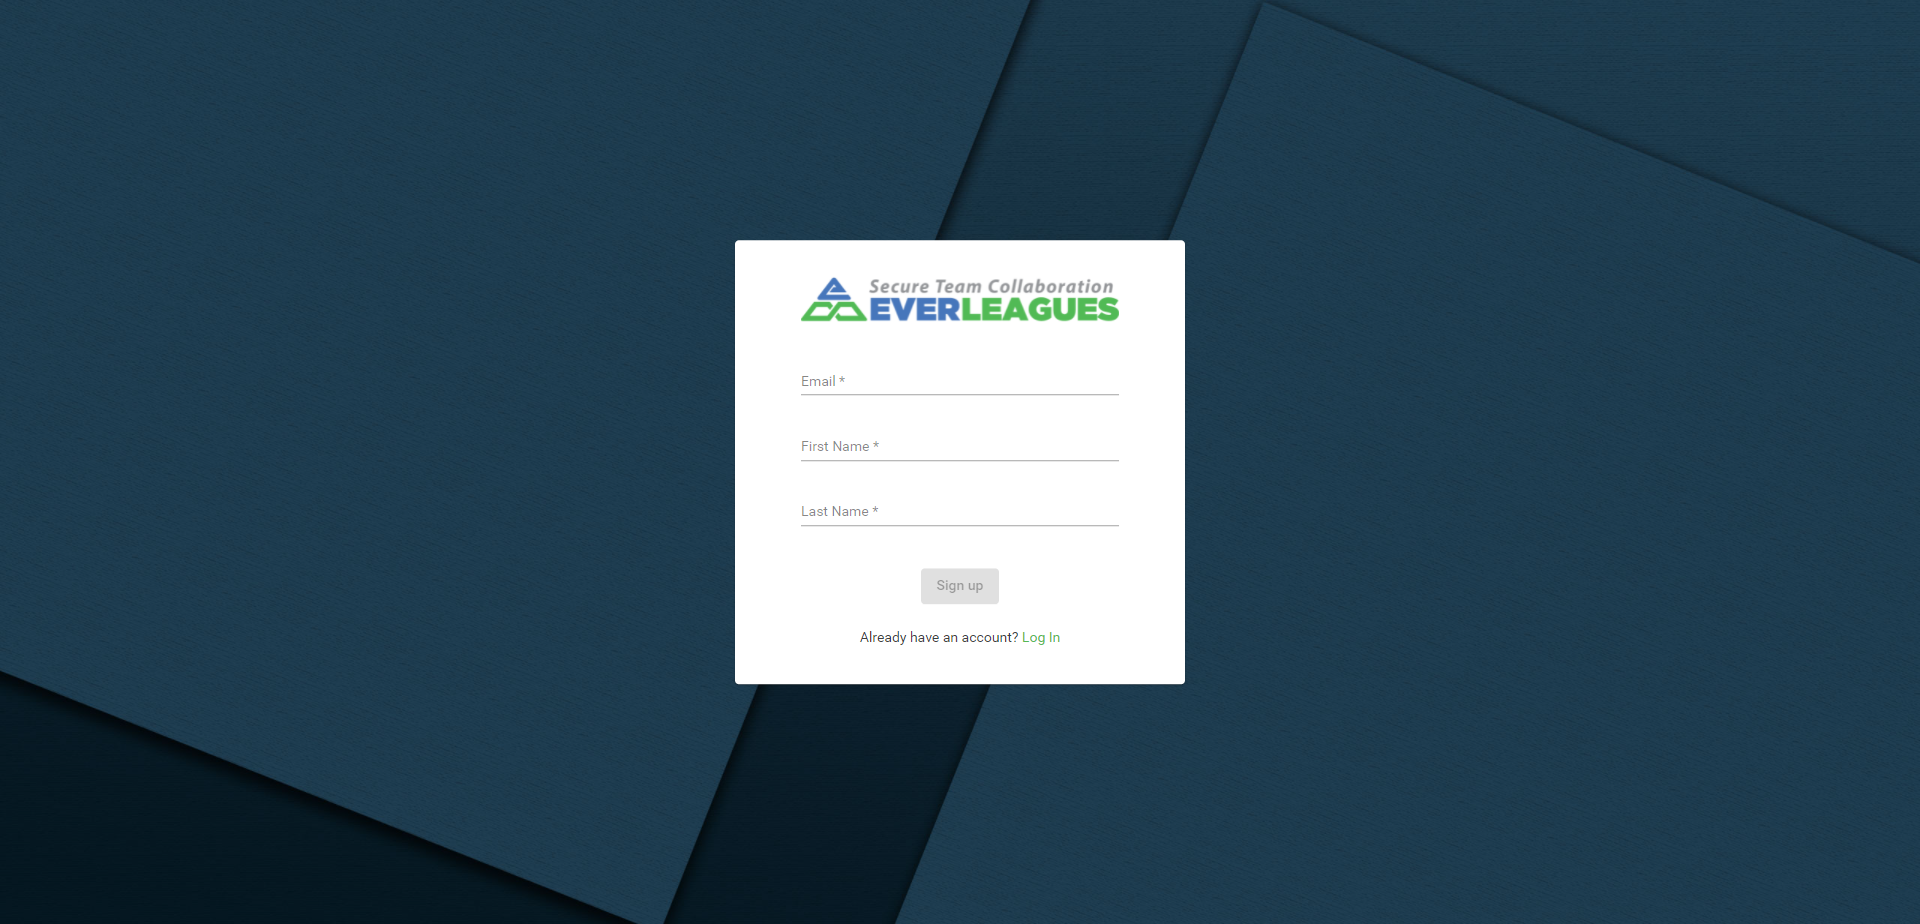 Secure Team Collaboration
EVERLEAGUES
Email *
First Name *
Last Name *
Sign up
Already have an account? Log In